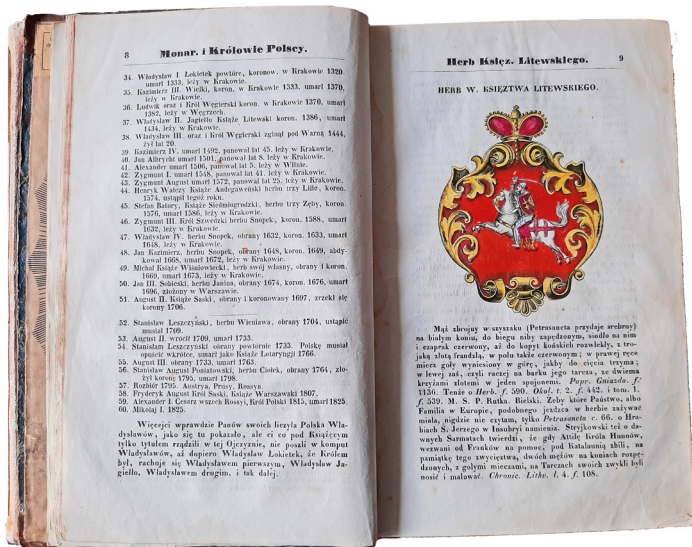 8 Monar. i Królowie Polscy.
34. Władysław I. Łokietek powtóre, koronow. w Krakowie 1320.
umarł 1333, leży w Krakowie.
35. Kazimierz III. Wielki, koron. w Krakowie 1333. umarł 1370,
leży w Krakowie.
36. Ludwik oraz i Król Węgierski koron. w Krakowie 1370, umarł
1382, leży w Węgrzech.
37. Władysław II. Jagiełło Książe Litewski koron. 1386, umarł
1434, leży w Krakowie.
38. Władysław III. oraz i Król Węgierski zginął pod Warną 1444,
żył lat 20.
39. Kazimierz IV. 1492, panował lat 45. leży w Krakowie.
40. Jan Albrycht umarł 1501, panował lat 8. leży w Krakowie.
41. Alexander umarł 1506, panował lat 5. leży w Wilnie.
42. Zygmunt I. umarł 1548, panował lat 41. leży w Krakowie.
43. Zygmunt August umarł 1572, panował lat 25, leży w Krakowie.
44. Henryk Walezy Książe Andegaweński herbu trzy Lilie, koron.
1574, ustąpił tegoż roku.
45. Stefan Batory, Książe Siedmiogrodzki, herbu trzy Zęby, koron.
1576, umarł 1586, leży w Krakowie.
46. Zygmunt III. Król Szwedzki herbu Snopek, koron. 1588, umarł
1632, leży w Krakowie.
47. Władysław IV. herbu Snopek, obrany 1632, koron. 1633, umarł
1648, leży w Krakowie.
48. Jan Kazimierz, herbu Snopek, obrany 1648, koron. 1649, abdy-
kował 1668, umarł 1672, leży w Krakowie.
49. Michał Książe Wiśniowiecki, herb swój własny, obrany i koron.
1669, umarł 1673, leży w Krakowie.
50. Jan III. Sobieski, herbu Janina, obrany 1674, koron. 1676, umarł
1696, złożony w Warszawie.
51. August II. Książe Saski, obrany i koronowany 1697, zrzekł się
korony 1706.
52. Stanisław Leszczyński, herbu Wieniawa, obrany 1704, ustąpić
musiał 1709.
53. August II. wrócił 1709, umarł 1733.
54. Stanisław Leszczyński obrany powtórnie 1733. Polskę musiał
opuścić wkrótce, umarł jako Książe Lotaryngii 1766.
55. August III. obrany 1733, umarł 1763.
56. Stanisław August Poniatowski, herbu Ciołek, obrany 1764, zło-
żył koronę 1795, umarł 1798.
57. Rozbiór 1795. Austrya, Prusy, Rossya.
58. Fryderyk August Król Saski, Książe Warszawski 1807.
59. Alexander I. Cesarz wszech Rossyi, Król Polski 1815, umarł 1825.
60. Mikołaj I. 1825.
Więcejci wprawdzie Panów swoich liczyła Polska Wła-
dysławów, jako się tu pokazało, ale ci co pod Książęcym
tylko tytułem rządzili w tej Ojczyznie, nie poszli w komput
Władysławów, aż dopiero Władysław Łokietek, że Królem
był, rachuje się Władysławem pierwszym, Władysław Ja-
giełło, Władysławem drugim, i tak dalej.
Herb Księz. Litewskiego. 9
HERB W. KSIĘZTWA LITEWSKIEGO.
Mąż zbrojny w szyszaku (Petrasancta przydaje srebrny)
na białym koniu, do biegu niby zapędzonym, siodło na nim
i czaprak czerwony, aż do kopyt końskich rozwlekły, z tro-
jaką złotą frandzlą, w polu także czerwonym; w prawej ręce
miecz goły wyniesiony w górę, jakby do cięcia trzyma;
w lewej zaś, czyli raczej na barku jego tarcza, ze dwiema
krzyżami złotemi w jeden spojonemi. Papr. Gniazdo. f.
1136. Tenże o Herb. f. 590. Okol. t. 2. f. 442. i tom. 1.
f. 539. M. S. P. Rutk. Bielski. Żeby które Państwo, albo
Familia w Europie, podobnego jezdzca w herbie zażywać
miała, nigdzie nie czytam, tylko Petrasancta c. 66. o Hra-
biach S. Jerzego w Insubryi namienia. Stryjkowski też o da-
wnych Sarmatach twierdzi, że gdy Attilę Króla Hunnów,
wezwani od Franków na pomoc, pod Katalaunią zbili, na
pamiątkę tego zwycięztwa, dwóch mężów na koniach rozpę-
dzonych, z gołymi mieczami, na Tarczach swoich zwykli byli
nosić i malować. Chronic. Lithv. l. 4. f. 108.